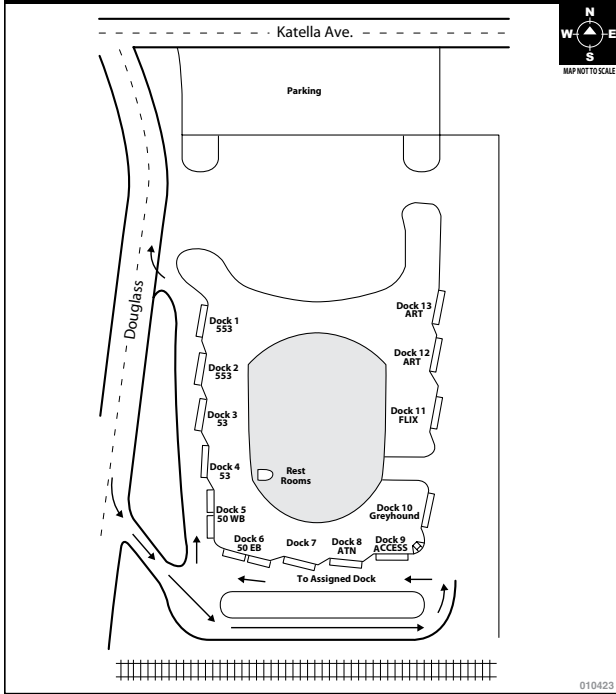 Katella Ave.
N
W
E
S
MAP NOT TO SCALE
Parking
Douglass
Dock 1
553
Dock 2
553
Dock 3
53
Dock 4
53
Dock 5
50 WB
Dock 6
50 EB
Dock 7
Dock 8
ATN
Dock 9
ACCESS
Dock 10
Greyhound
Dock 11
FLIX
Dock 12
ART
Dock 13
ART
Rest
Rooms
To Assigned Dock
010423